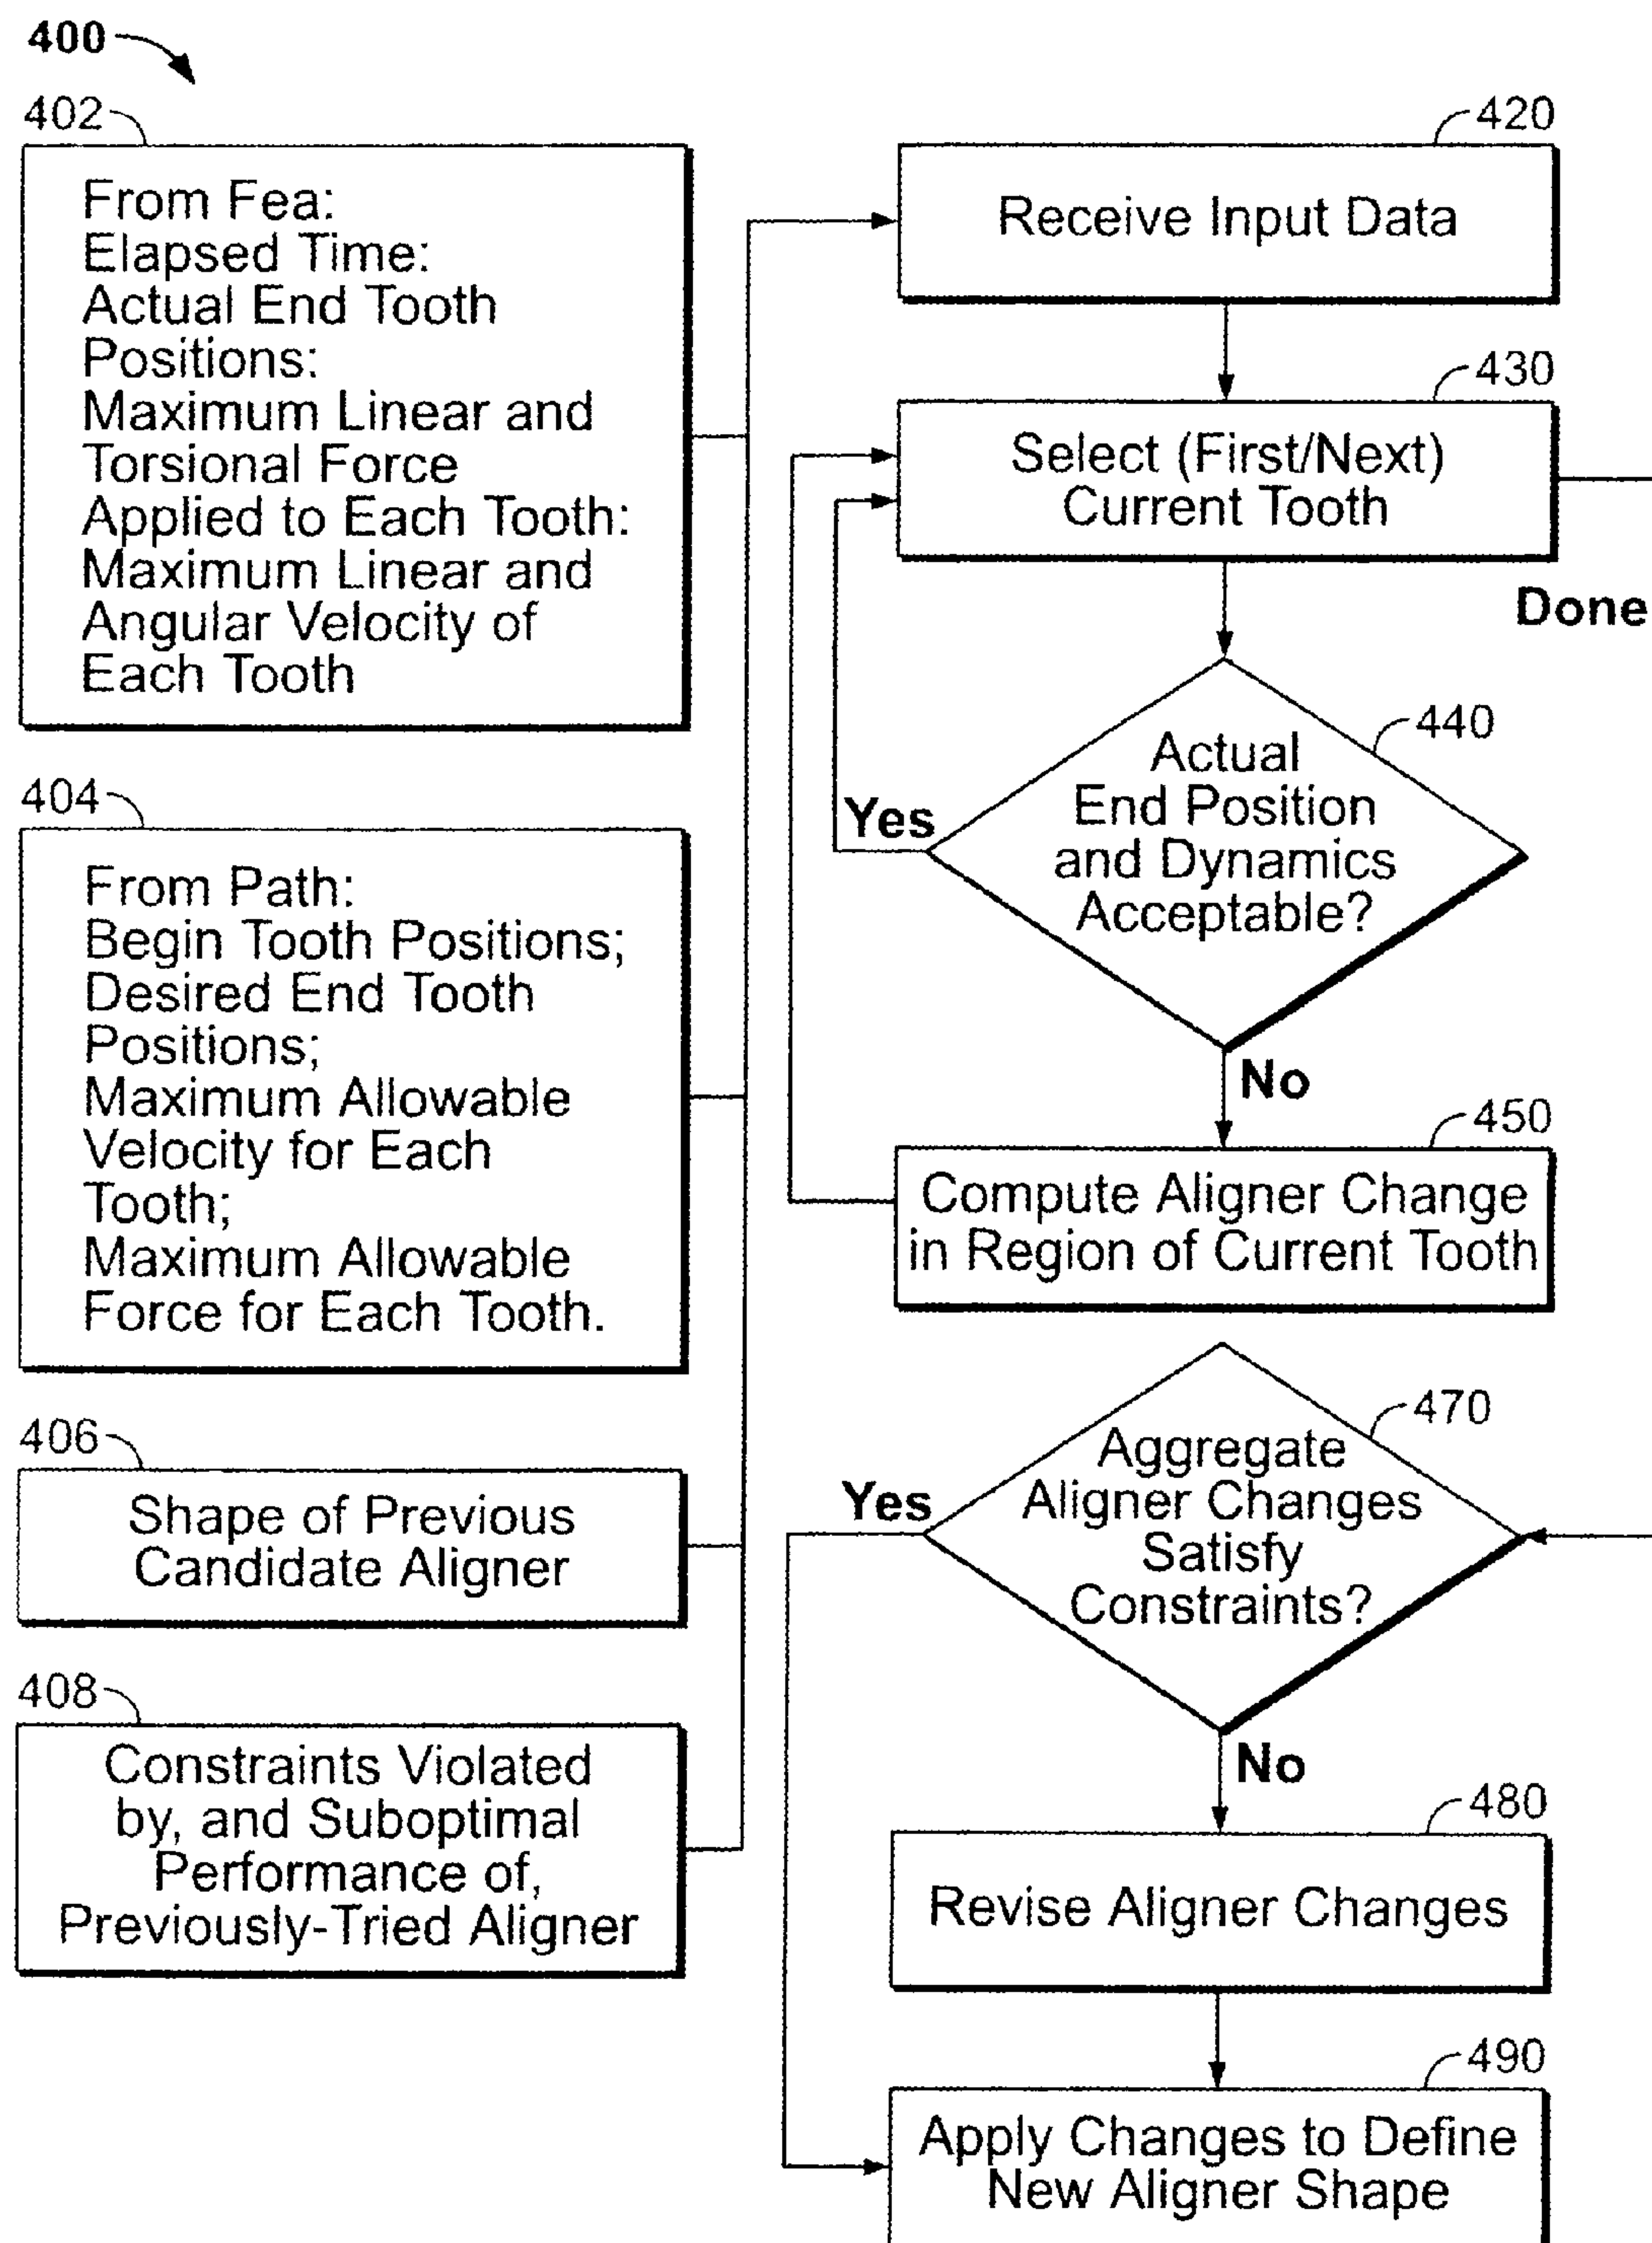 400
402
From Fea:
Elapsed Time:
Actual End Tooth
Positions:
Maximum Linear and
Torsional Force
Applied to Each Tooth:
Maximum Linear and
Angular Velocity of
Each Tooth
404
From Path:
Begin Tooth Positions;
Desired End Tooth
Positions;
Maximum Allowable
Velocity for Each
Tooth;
Maximum Allowable
Force for Each Tooth.
406
Shape of Previous
Candidate Aligner
408
Constraints Violated
by, and Suboptimal
Performance of,
Previously-Tried Aligner
420
Receive Input Data
430
Select (First/Next)
Current Tooth
Done
440
Actual
End Position
and Dynamics
Acceptable?
Yes
No
450
Compute Aligner Change
in Region of Current Tooth
470
Aggregate
Aligner Changes
Satisfy
Constraints?
Yes
No
480
Revise Aligner Changes
490
Apply Changes to Define
New Aligner Shape